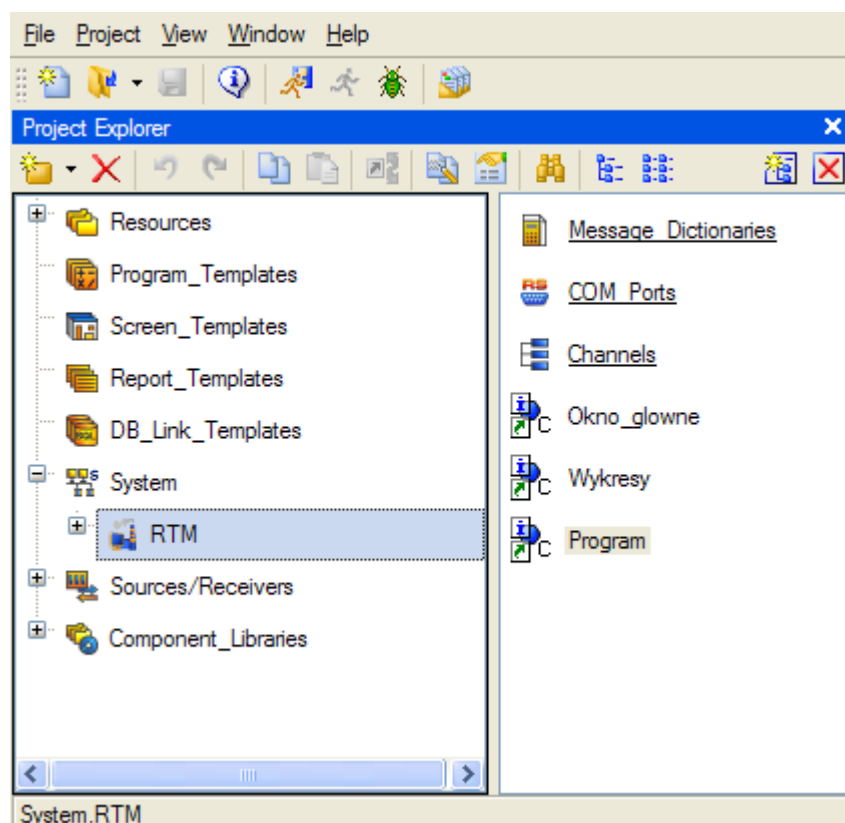 File Project View Window Help
Project Explorer
Resources
Program_Templates
Screen_Templates
Report_Templates
DB_Link_Templates
System
RTM
Sources/Receivers
Component_Libraries
Message_Dictionaries
RS
COM_Ports
Channels
Okno_glowne
C
Wykresy
C
Program
C
System.RTM